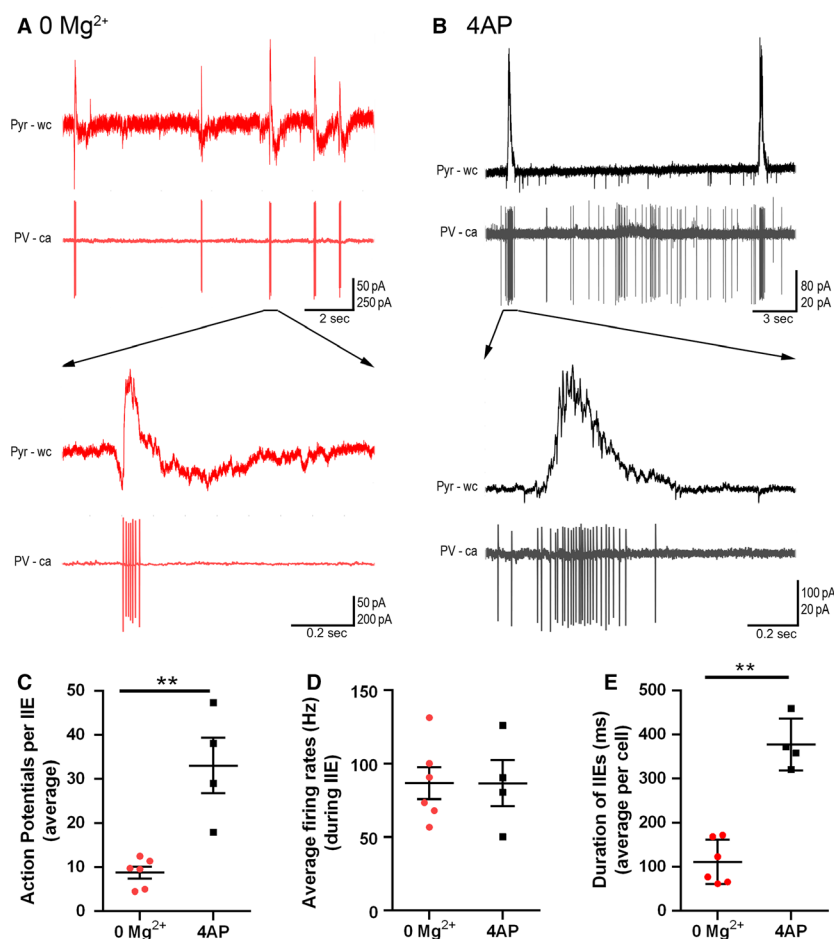 A 0 Mg²⁺
Pyr - wc
PV - ca
50 pA
250 pA
2 sec
Pyr - wc
PV - ca
50 pA
200 pA
0.2 sec
B 4AP
Pyr - wc
PV - ca
80 pA
20 pA
3 sec
Pyr - wc
PV - ca
100 pA
20 pA
0.2 sec
C
**
Action Potentials per IIE
(average)
50
40
30
20
10
0
0 Mg²⁺ 4AP
D
Average firing rates (Hz)
(during IIE)
150
100
50
0
0 Mg²⁺ 4AP
E
**
Duration of IIEs (ms)
(average per cell)
500
400
300
200
100
0
0 Mg²⁺ 4AP